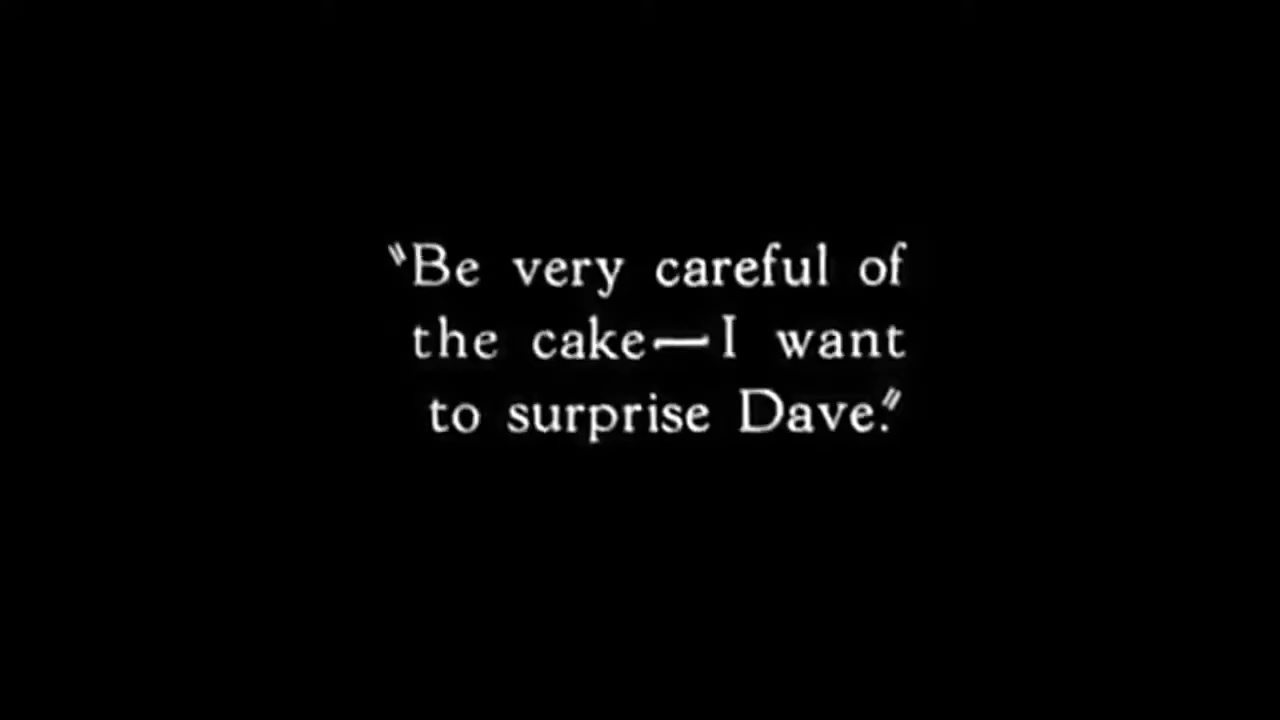 "Be very careful of
the cake—I want
to surprise Dave."